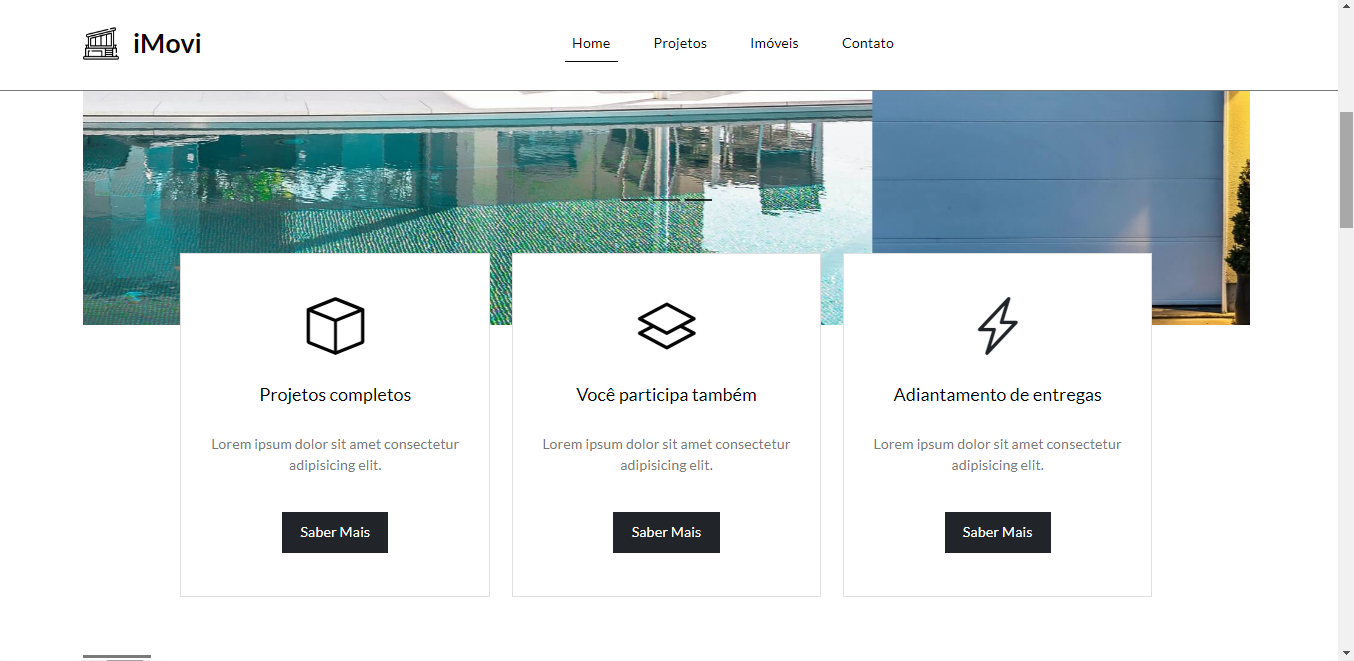 iMovi
Home
Projetos
Imóveis
Contato
Projetos completos
Lorem ipsum dolor sit amet consectetur
adipisicing elit.
Saber Mais
Você participa também
Lorem ipsum dolor sit amet consectetur
adipisicing elit.
Saber Mais
Adiantamento de entregas
Lorem ipsum dolor sit amet consectetur
adipisicing elit.
Saber Mais